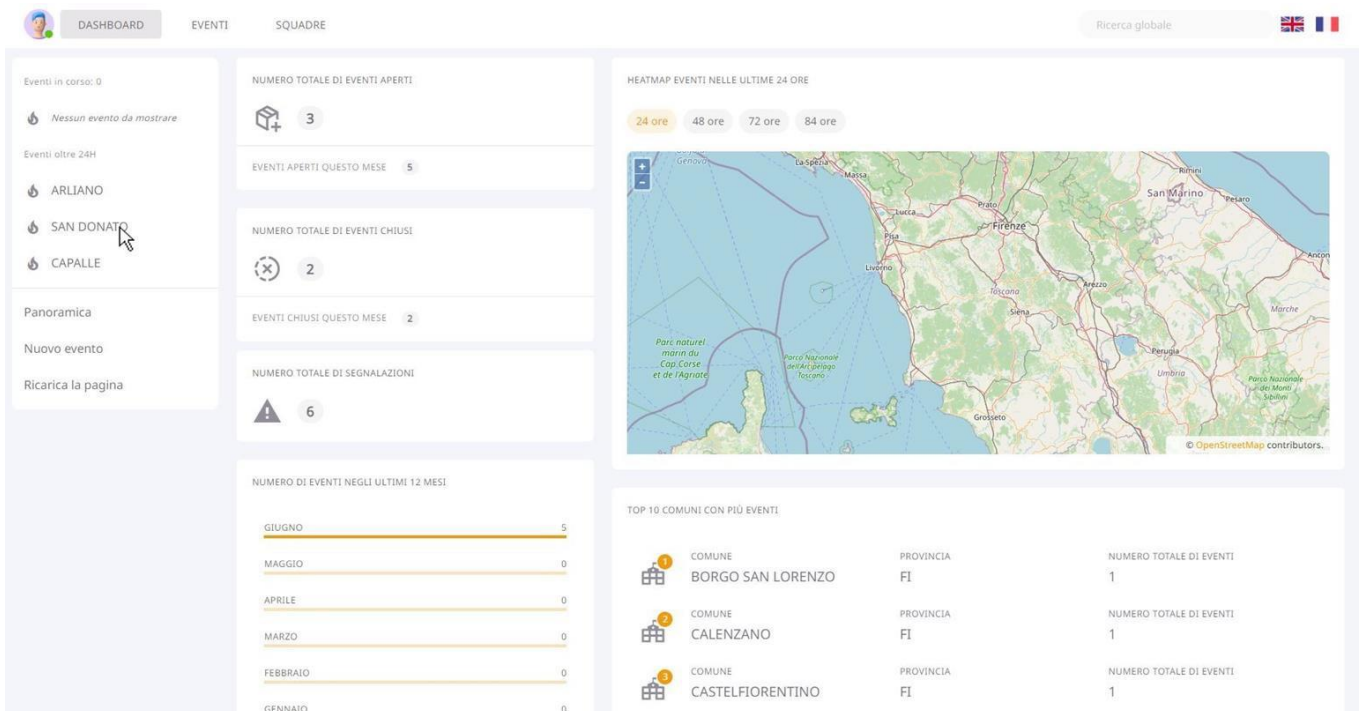 DASHBOARD EVENTI SQUADRE Ricerca globale
Eventi in corso: 0
Nessun evento da mostrare
Eventi oltre 24H
ARLIANO
SAN DONATO
CAPALLE
Panoramica
Nuovo evento
Ricarica la pagina
NUMERO TOTALE DI EVENTI APERTI
3
EVENTI APERTI QUESTO MESE 5
NUMERO TOTALE DI EVENTI CHIUSI
2
EVENTI CHIUSI QUESTO MESE 2
NUMERO TOTALE DI SEGNALAZIONI
6
NUMERO DI EVENTI NEGLI ULTIMI 12 MESI
GIUGNO 5
MAGGIO 0
APRILE 0
MARZO 0
FEBBRAIO 0
GENNAIO 0
HEATMAP EVENTI NELLE ULTIME 24 ORE
24 ore 48 ore 72 ore 84 ore
+
-
Genova
La Spezia
Massa
Rimini
San Marino
Pesaro
Prato
Lucca
Firenze
Pisa
Ancon
Livorno
Arezzo
Toscana
Siena
Marche
Parc naturel
marin du
Cap Corse
et de l'Agriate
Parco Nazionale
dell'Arcipelago
Toscano
Perugia
Umbria
Parco Nazionale
dei Monti
Sibillini
Grosseto
© OpenStreetMap contributors.
TOP 10 COMUNI CON PIÙ EVENTI
1
COMUNE PROVINCIA NUMERO TOTALE DI EVENTI
BORGO SAN LORENZO FI 1
2
COMUNE PROVINCIA NUMERO TOTALE DI EVENTI
CALENZANO FI 1
3
COMUNE PROVINCIA NUMERO TOTALE DI EVENTI
CASTELFIORENTINO FI 1